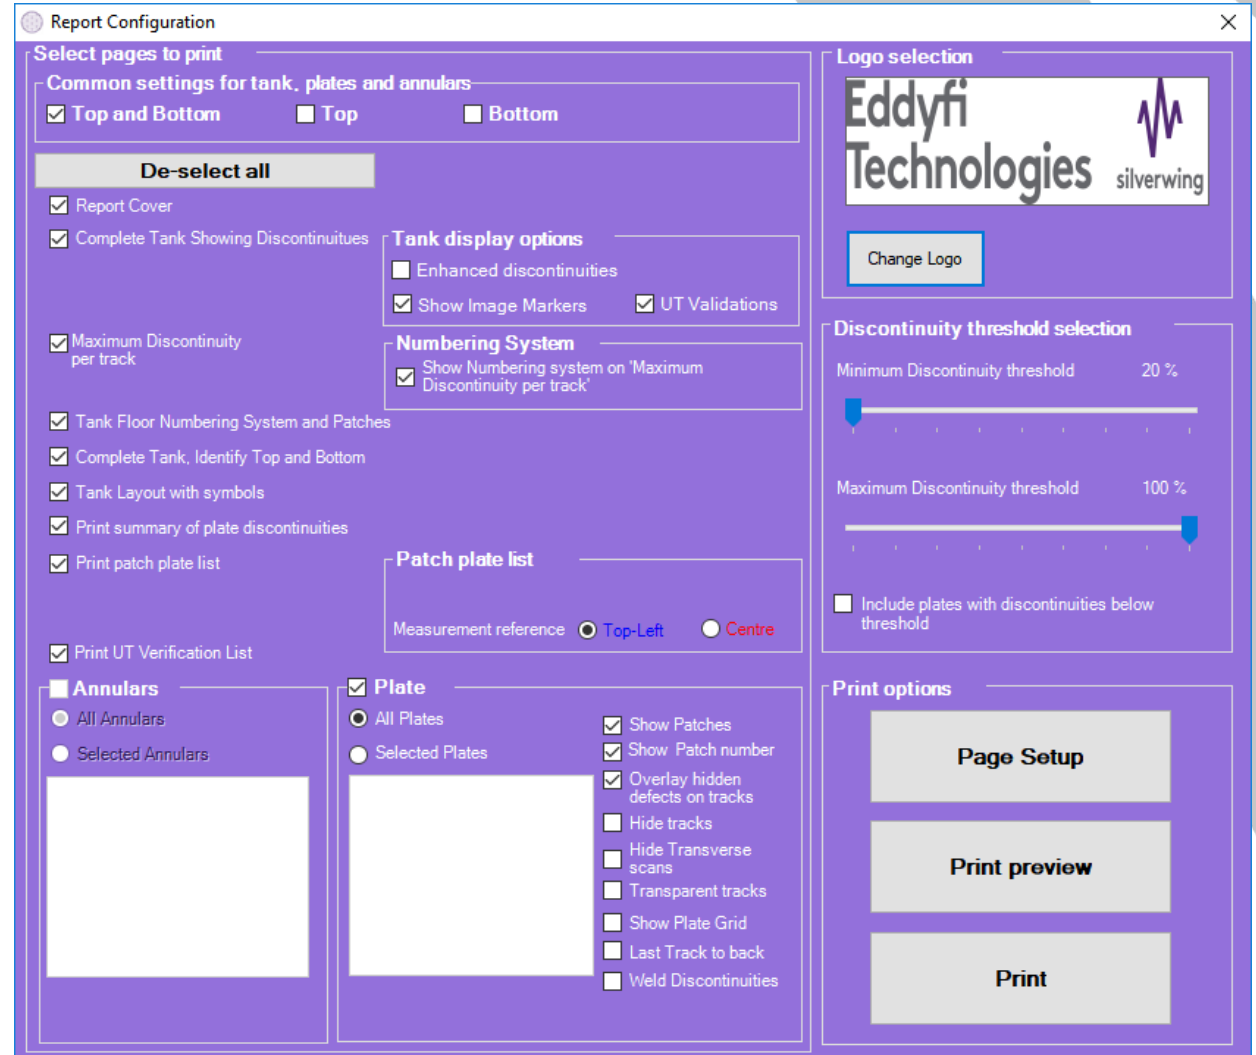 Report Configuration
Select pages to print
Common settings for tank, plates and annulars
Top and Bottom
Top
Bottom
De-select all
Report Cover
Complete Tank Showing Discontinuitues
Tank display options
Enhanced discontinuities
Show Image Markers
UT Validations
Maximum Discontinuity
per track
Numbering System
Show Numbering system on 'Maximum
Discontinuity per track'
Tank Floor Numbering System and Patches
Complete Tank, Identify Top and Bottom
Tank Layout with symbols
Print summary of plate discontinuities
Print patch plate list
Patch plate list
Measurement reference
Top-Left
Centre
Print UT Verification List
Annulars
All Annulars
Selected Annulars
Plate
All Plates
Selected Plates
Show Patches
Show Patch number
Overlay hidden
defects on tracks
Hide tracks
Hide Transverse
scans
Transparent tracks
Show Plate Grid
Last Track to back
Weld Discontinuities
Logo selection
Eddyfi
Technologies
silverwing
Change Logo
Discontinuity threshold selection
Minimum Discontinuity threshold
20 %
Maximum Discontinuity threshold
100 %
Include plates with discontinuities below
threshold
Print options
Page Setup
Print preview
Print